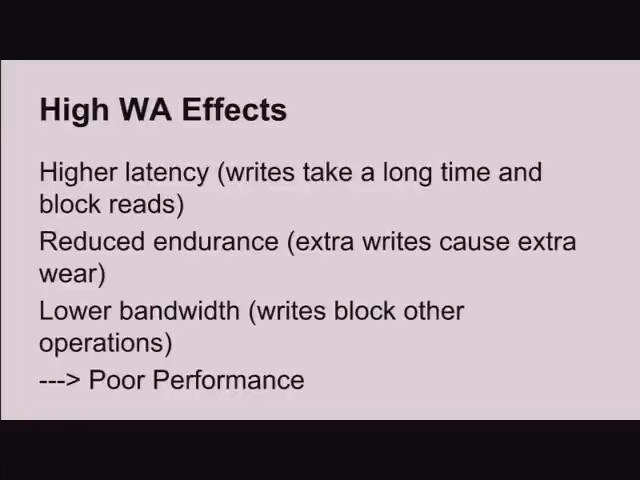 High WA Effects
Higher latency (writes take a long time and
block reads)
Reduced endurance (extra writes cause extra
wear)
Lower bandwidth (writes block other
operations)
---> Poor Performance